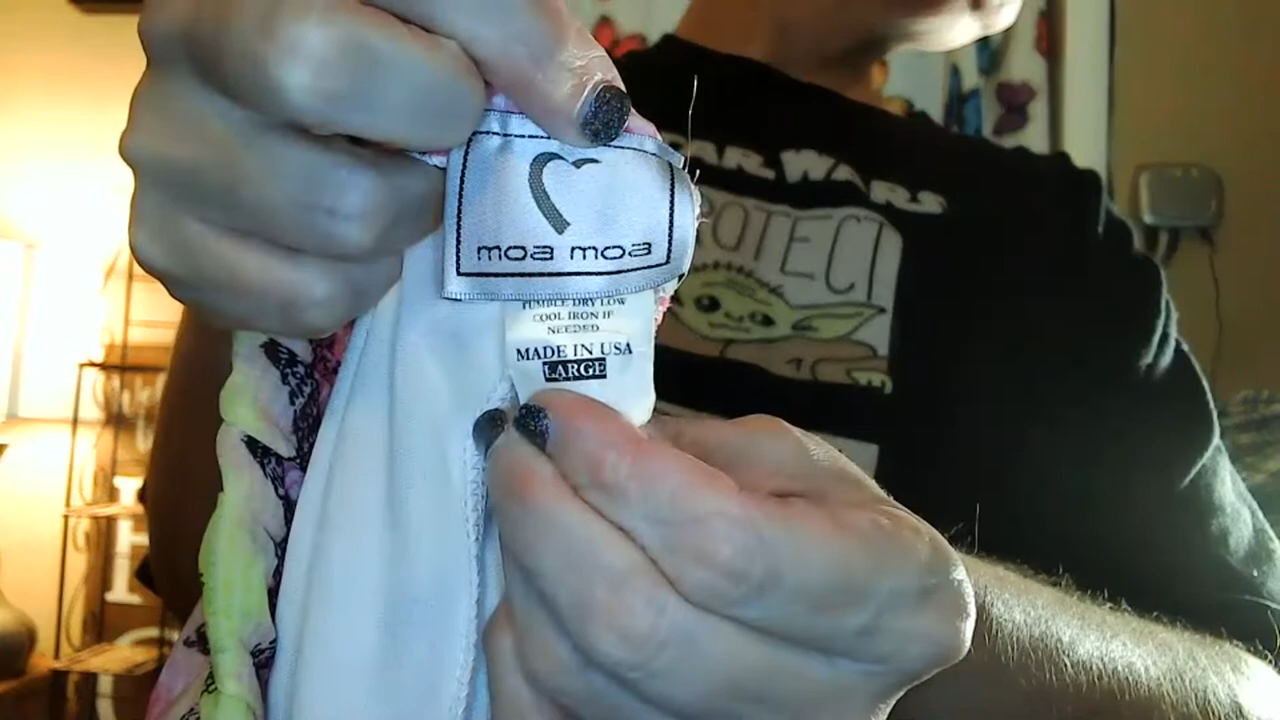 STAR WARS
PROTECT
moa moa
TUMBLE DRY LOW
COOL IRON IF
NEEDED
MADE IN USA
LARGE